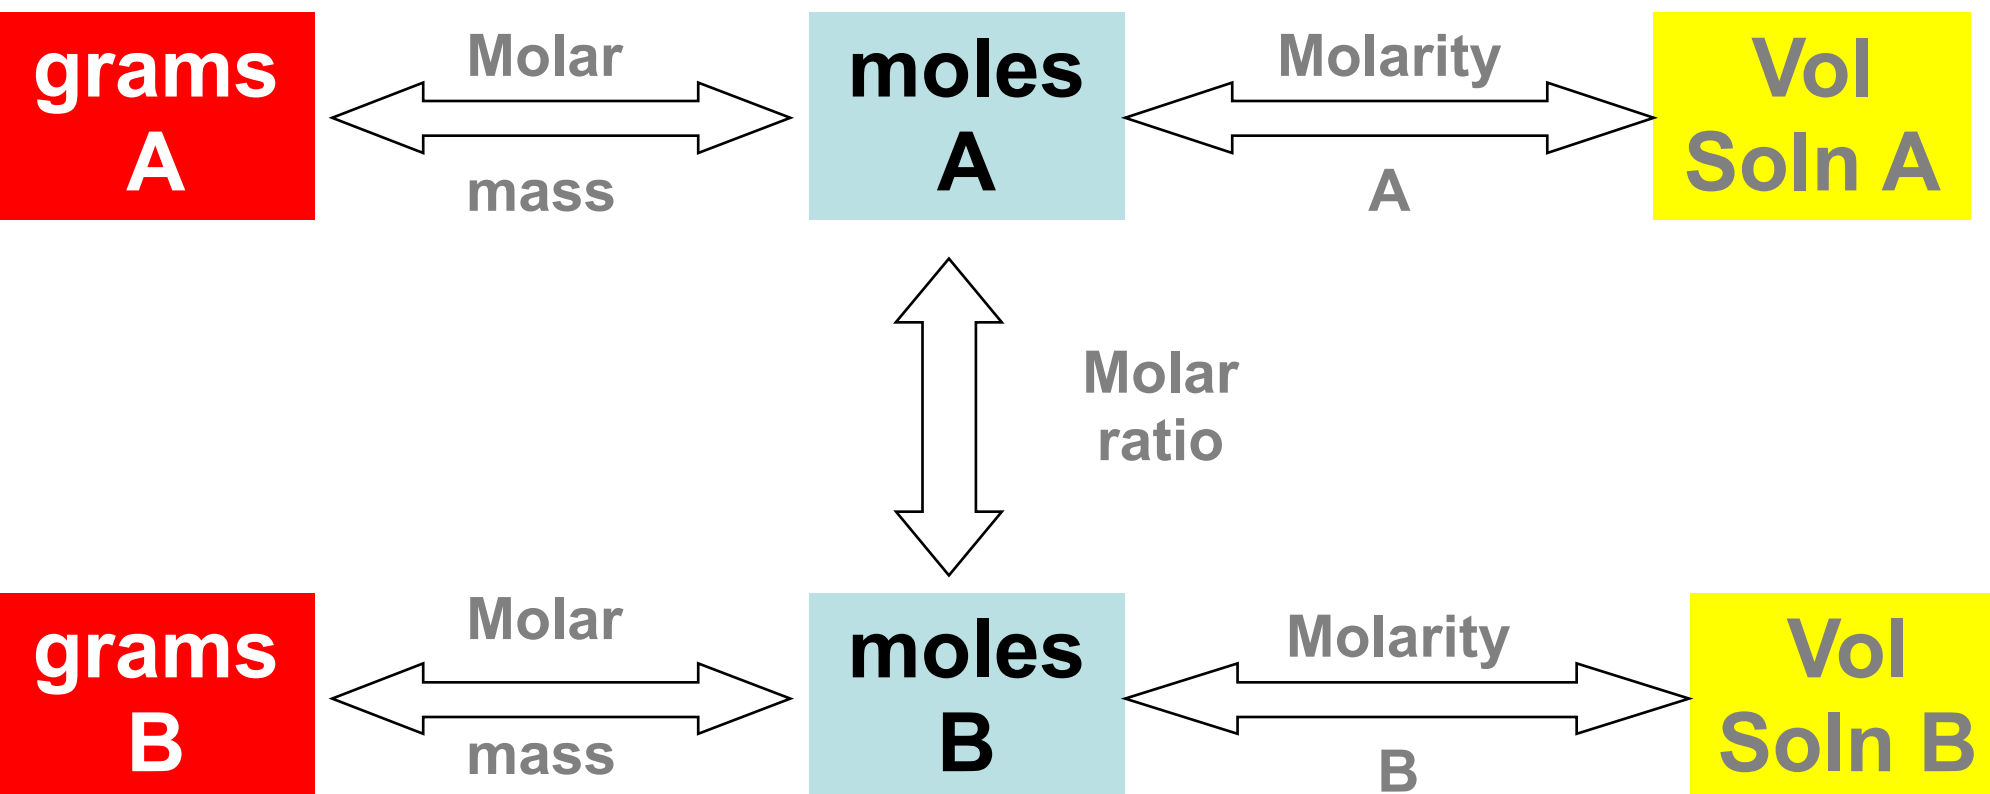 grams
A
Molar
mass
moles
A
Molarity
A
Vol
Soln A
Molar
ratio
grams
B
Molar
mass
moles
B
Molarity
B
Vol
Soln B